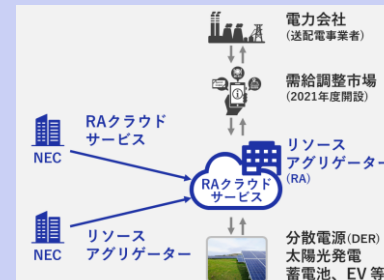 電力会社
(送配電事業者)
需給調整市場
(2021年度開設)
RAクラウド
サービス
NEC
リソース
アグリゲーター
(RA)
RAクラウド
サービス
NEC
リソース
アグリゲーター
分散電源(DER)
太陽光発電
蓄電池、EV 等